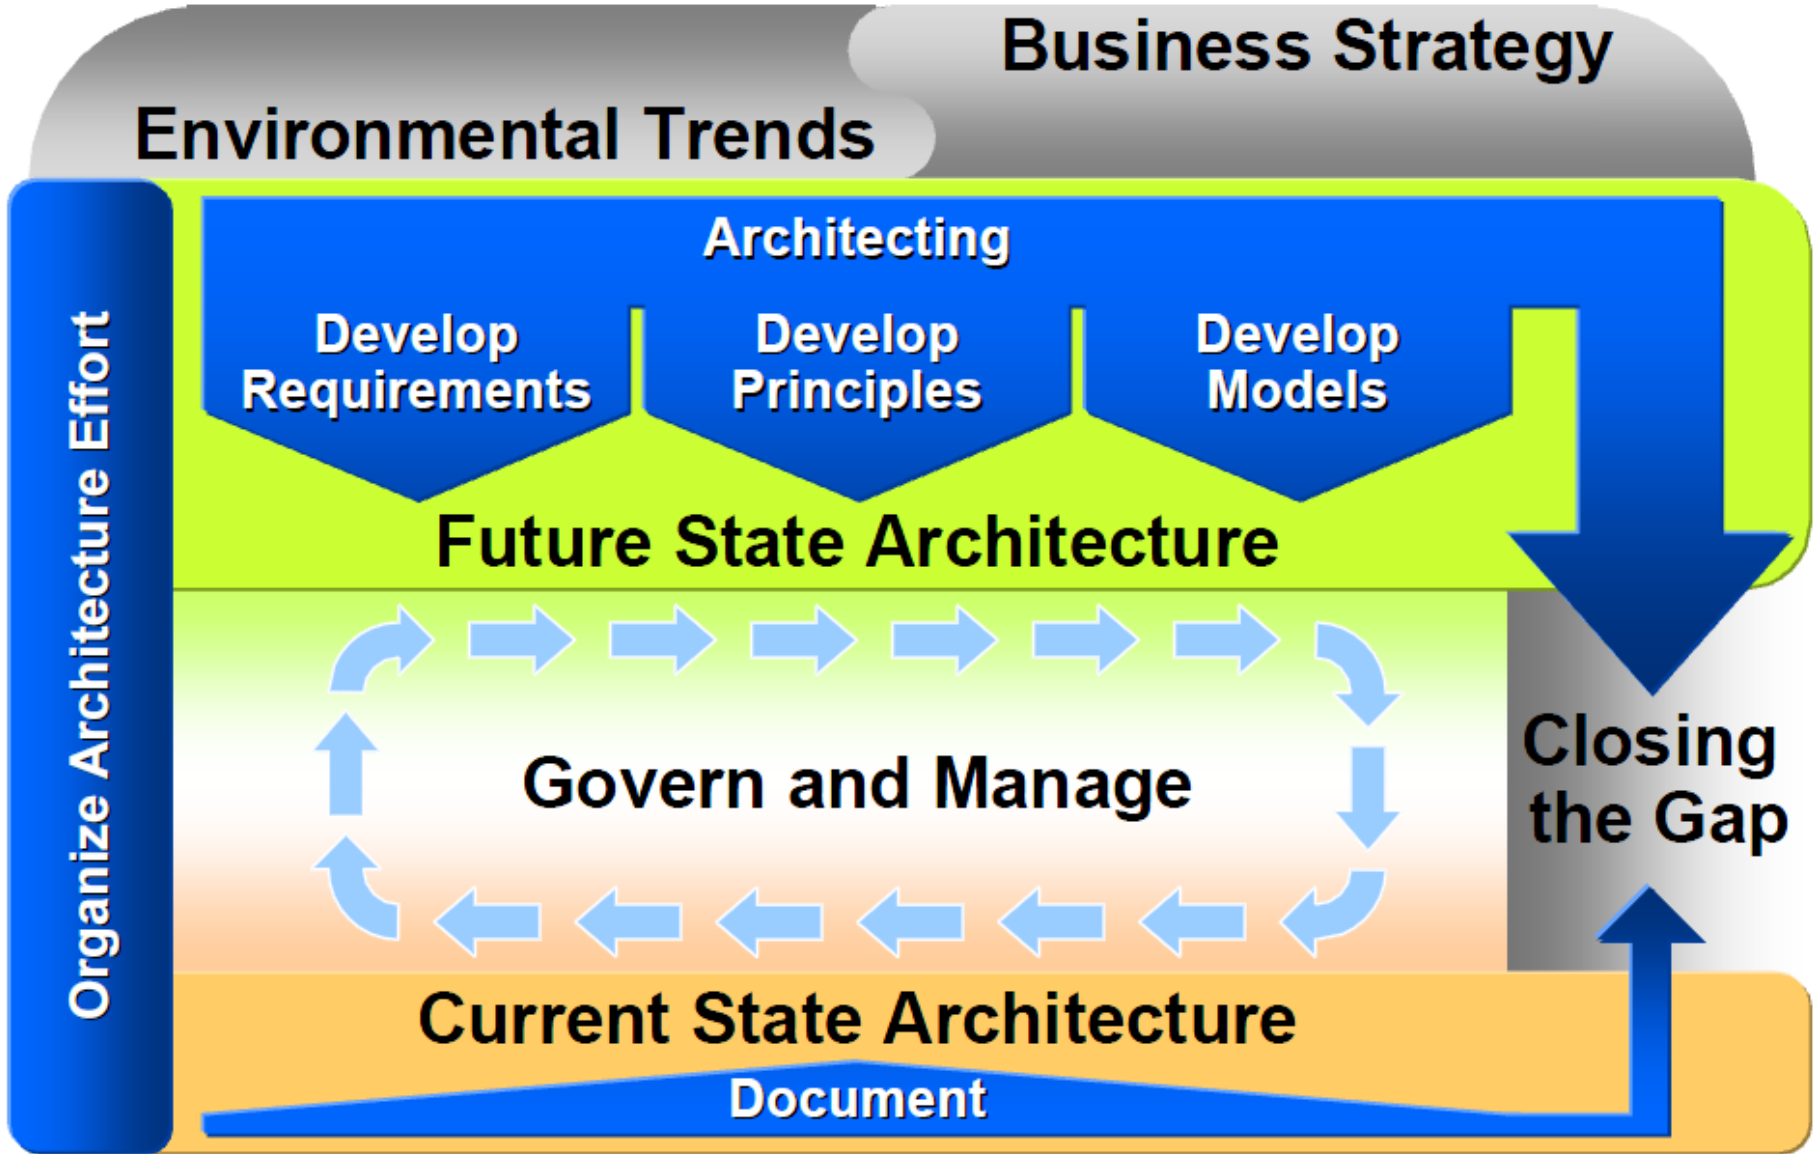 Business Strategy
Environmental Trends
Organize Architecture Effort
Architecting
Develop
Requirements
Develop
Principles
Develop
Models
Future State Architecture
Govern and Manage
Closing
the Gap
Current State Architecture
Document